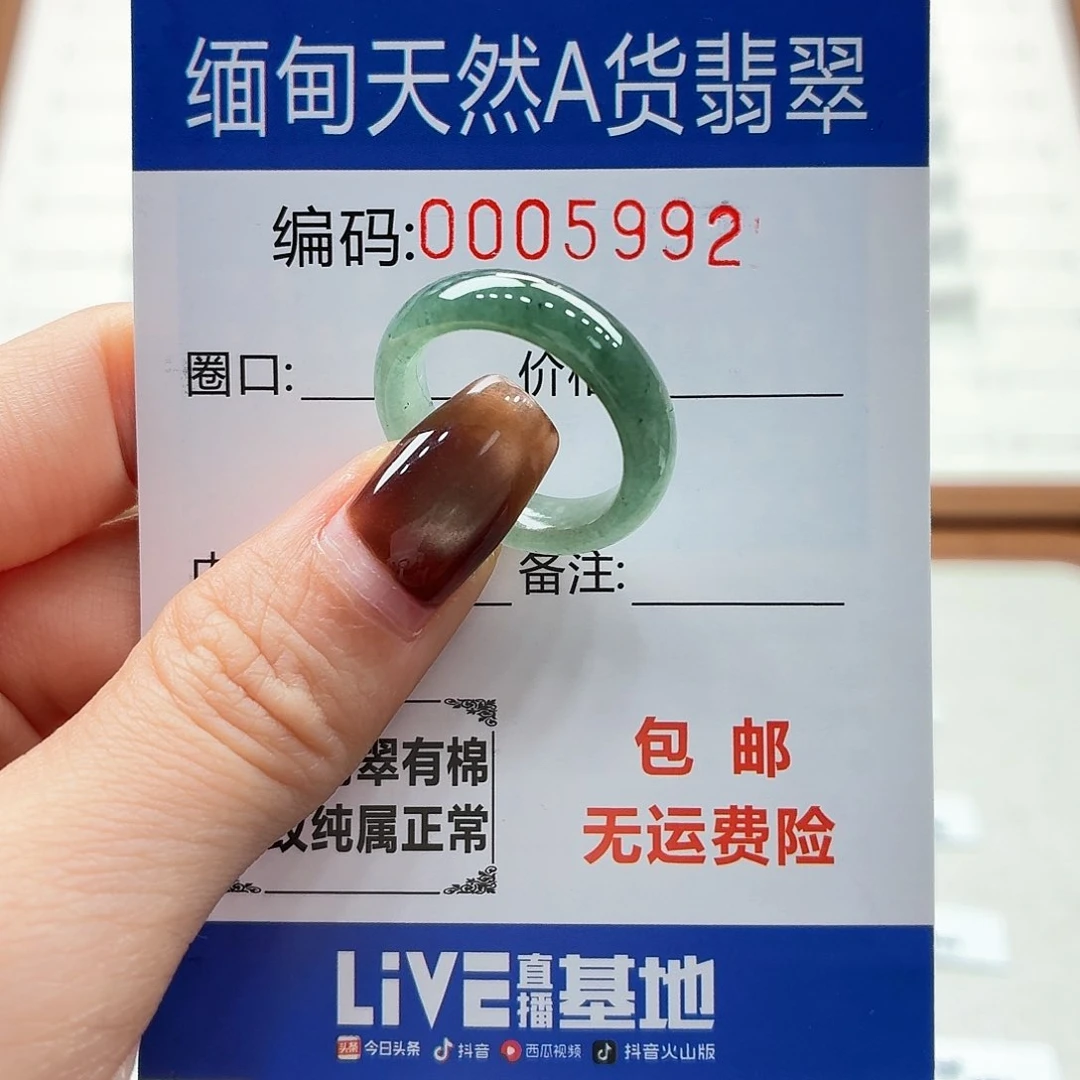 缅甸天然A货翡翠
编码:0005992
圈口: 价
备注:
翠有棉
纯属正常
包 邮
无运费险
LiVE直播基地
头条 今日头条 抖音 西瓜视频 抖音火山版